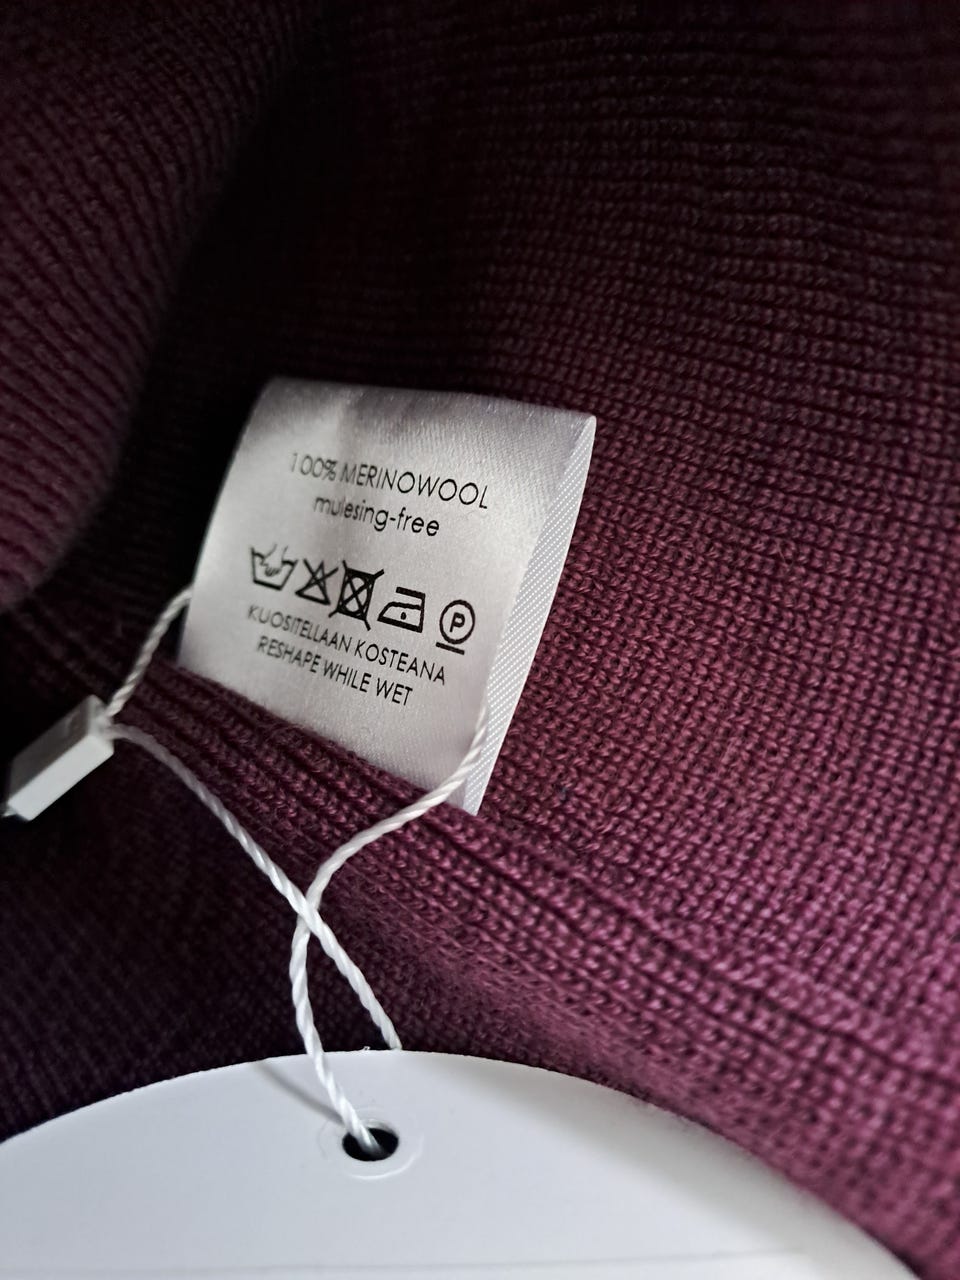 100% MERINOWOOL
mulesing-free
P
KUOSITELLAAN KOSTEANA
RESHAPE WHILE WET